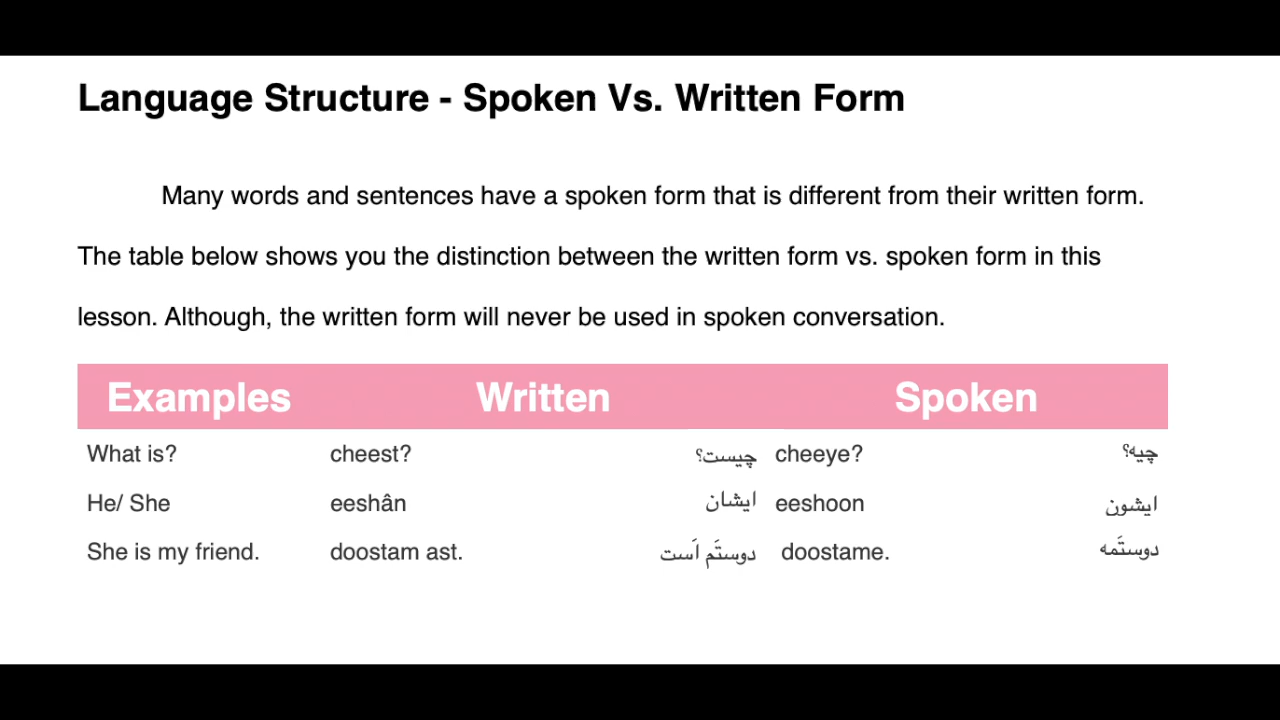 Language Structure - Spoken Vs. Written Form
Many words and sentences have a spoken form that is different from their written form.
The table below shows you the distinction between the written form vs. spoken form in this
lesson. Although, the written form will never be used in spoken conversation.
Examples Written Spoken
What is? cheest? چیست؟ cheeye? چیه؟
He/ She eeshân ایشان eeshoon ایشون
She is my friend. doostam ast. دوستَم اَست doostame. دوستَمه